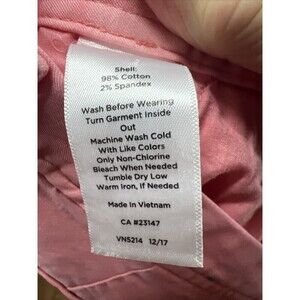 Shell:
98% Cotton
2% Spandex
Wash Before Wearing
Turn Garment Inside
Out
Machine Wash Cold
With Like Colors
Only Non-Chlorine
Bleach When Needed
Tumble Dry Low
Warm Iron, If Needed
Made In Vietnam
CA #23147
VN5214 12/17